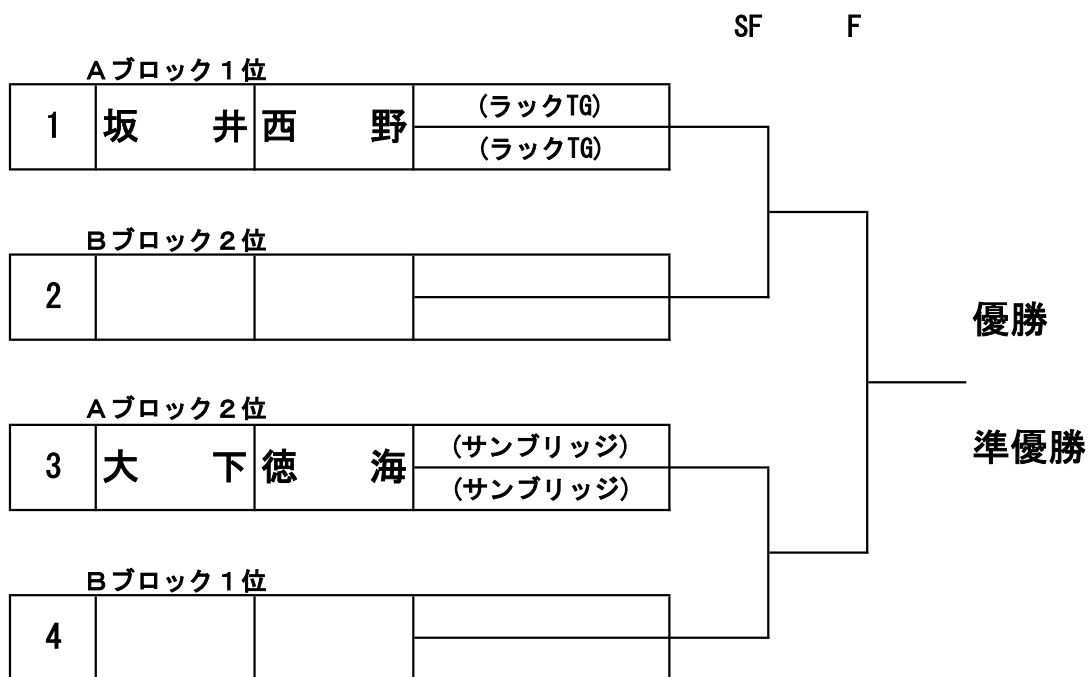 SF F
Aブロック1位
1 坂井 西野 (ラックTG)
(ラックTG)
Bブロック2位
2
優勝
Aブロック2位
3 大下 徳海 (サンブリッジ)
(サンブリッジ)
準優勝
Bブロック1位
4